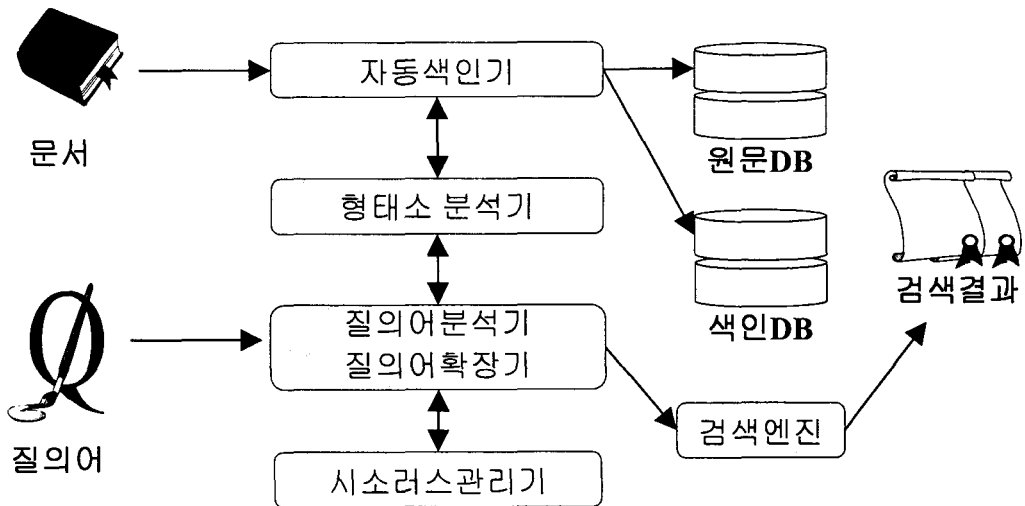 자동색인기
문서
원문DB
형태소 분석기
검색결과
색인DB
질의어분석기
질의어확장기
Q
검색엔진
질의어
시소러스관리기